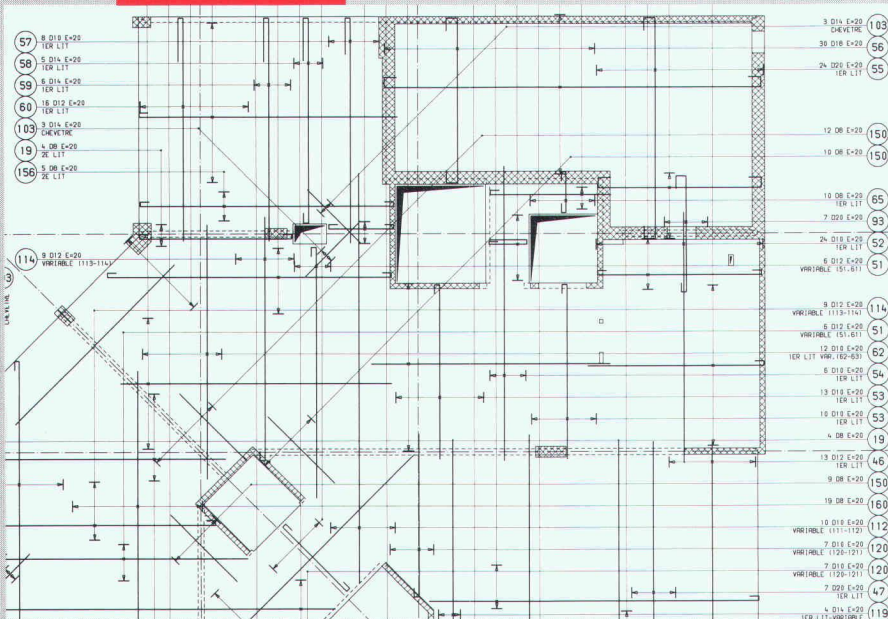 57 8 D10 E=20
1ER LIT
58 5 D14 E=20
1ER LIT
59 6 D14 E=20
1ER LIT
60 16 D12 E=20
1ER LIT
103 3 D14 E=20
CHEVETRE
19 4 D8 E=20
2E LIT
156 5 D8 E=20
2E LIT
114 9 D12 E=20
VARIABLE (113-114)
3
CHEVETRE
3 D14 E=20 103
CHEVETRE
30 D16 E=20 56
24 D20 E=20 55
1ER LIT
12 D8 E=20 150
10 D8 E=20 150
10 D8 E=20 65
1ER LIT
7 D20 E=20 93
24 D10 E=20 52
1ER LIT
6 D12 E=20 51
VARIABLE (51.61)
9 D12 E=20 114
VARIABLE (113-114)
6 D12 E=20 51
VARIABLE (51.61)
12 D10 E=20 62
1ER LIT VAR.(62-63)
6 D10 E=20 54
1ER LIT
13 D10 E=20 53
1ER LIT
10 D10 E=20 53
1ER LIT
4 D8 E=20 19
13 D12 E=20 46
1ER LIT
9 D8 E=20 150
19 D8 E=20 160
10 D10 E=20 112
VARIABLE (111-112)
7 D10 E=20 120
VARIABLE (120-121)
7 D10 E=20 120
VARIABLE (120-121)
7 D20 E=20 47
1ER LIT
4 D14 E=20 119
1ER LIT-VARIABLE